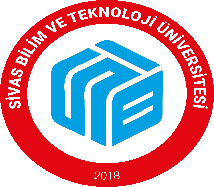 SİVAS BİLİM VE TEKNOLOJİ ÜNİVERSİTESİ
2018